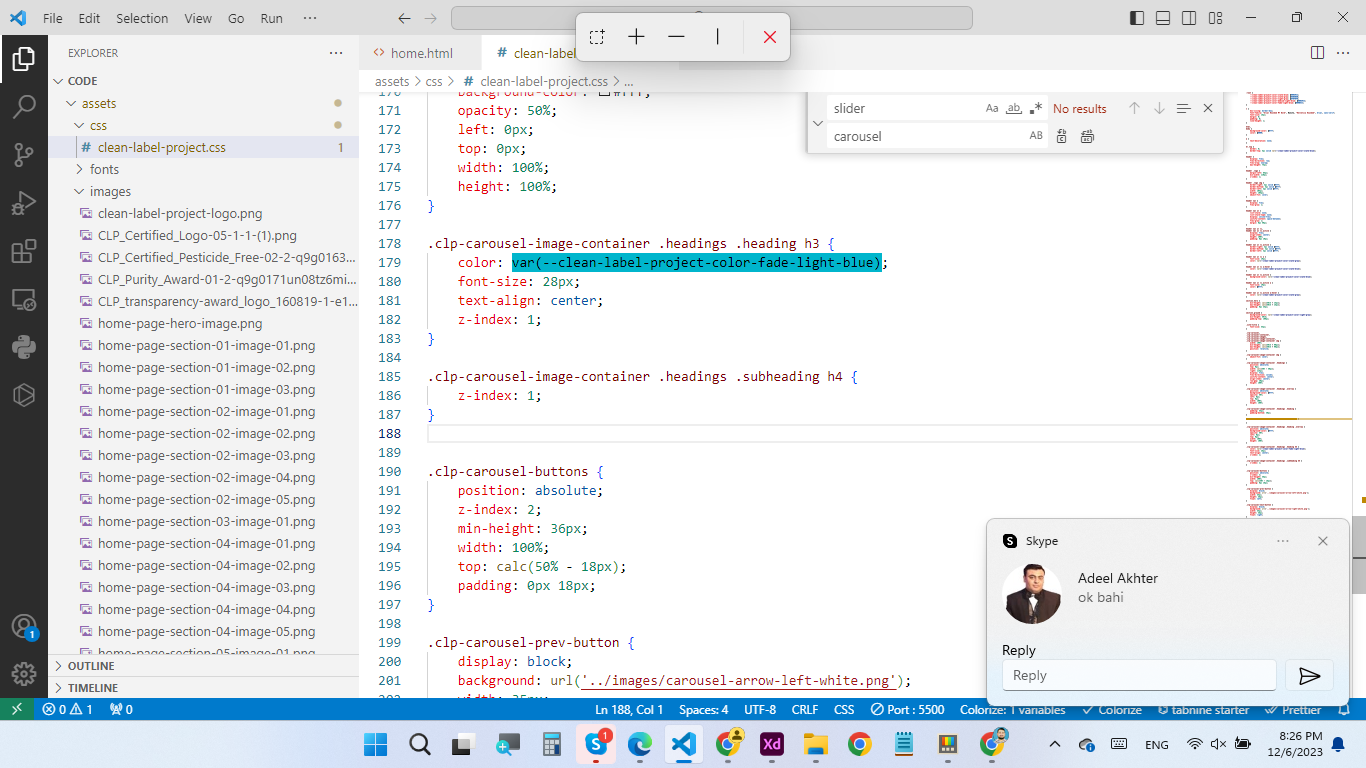 File Edit Selection View Go Run ···
EXPLORER
CODE
assets
css
# clean-label-project.css 1
fonts
images
clean-label-project-logo.png
CLP_Certified_Logo-05-1-1-(1).png
CLP_Certified_Pesticide_Free-02-2-q9g0163...
CLP_Purity_Award-01-2-q9g0171un08tz6mi...
CLP_transparency-award_logo_160819-1-e1...
home-page-hero-image.png
home-page-section-01-image-01.png
home-page-section-01-image-02.png
home-page-section-01-image-03.png
home-page-section-02-image-01.png
home-page-section-02-image-02.png
home-page-section-02-image-03.png
home-page-section-02-image-04.png
home-page-section-02-image-05.png
home-page-section-03-image-01.png
home-page-section-04-image-01.png
home-page-section-04-image-02.png
home-page-section-04-image-03.png
home-page-section-04-image-04.png
home-page-section-04-image-05.png
home-page-section-05-image-01.png
OUTLINE
TIMELINE
home.html # clean-label
assets > css > # clean-label-project.css > ...
slider Aa ab .* No results
carousel AB
170 background-color: #fff;
171 opacity: 50%;
172 left: 0px;
173 top: 0px;
174 width: 100%;
175 height: 100%;
176 }
177
178 .clp-carousel-image-container .headings .heading h3 {
179 color: var(--clean-label-project-color-fade-light-blue);
180 font-size: 28px;
181 text-align: center;
182 z-index: 1;
183 }
184
185 .clp-carousel-image-container .headings .subheading h4 {
186 z-index: 1;
187 }
188
189
190 .clp-carousel-buttons {
191 position: absolute;
192 z-index: 2;
193 min-height: 36px;
194 width: 100%;
195 top: calc(50% - 18px);
196 padding: 0px 18px;
197 }
198
199 .clp-carousel-prev-button {
200 display: block;
201 background: url('../images/carousel-arrow-left-white.png');
202 width: 35px;
Skype
Adeel Akhter
ok bahi
Reply
Reply
1
0 1 0 Ln 188, Col 1 Spaces: 4 UTF-8 CRLF CSS Port : 5500 Colorize: 1 variables Colorize tabnine starter Prettier
1 Xd ENG 8:26 PM
12/6/2023